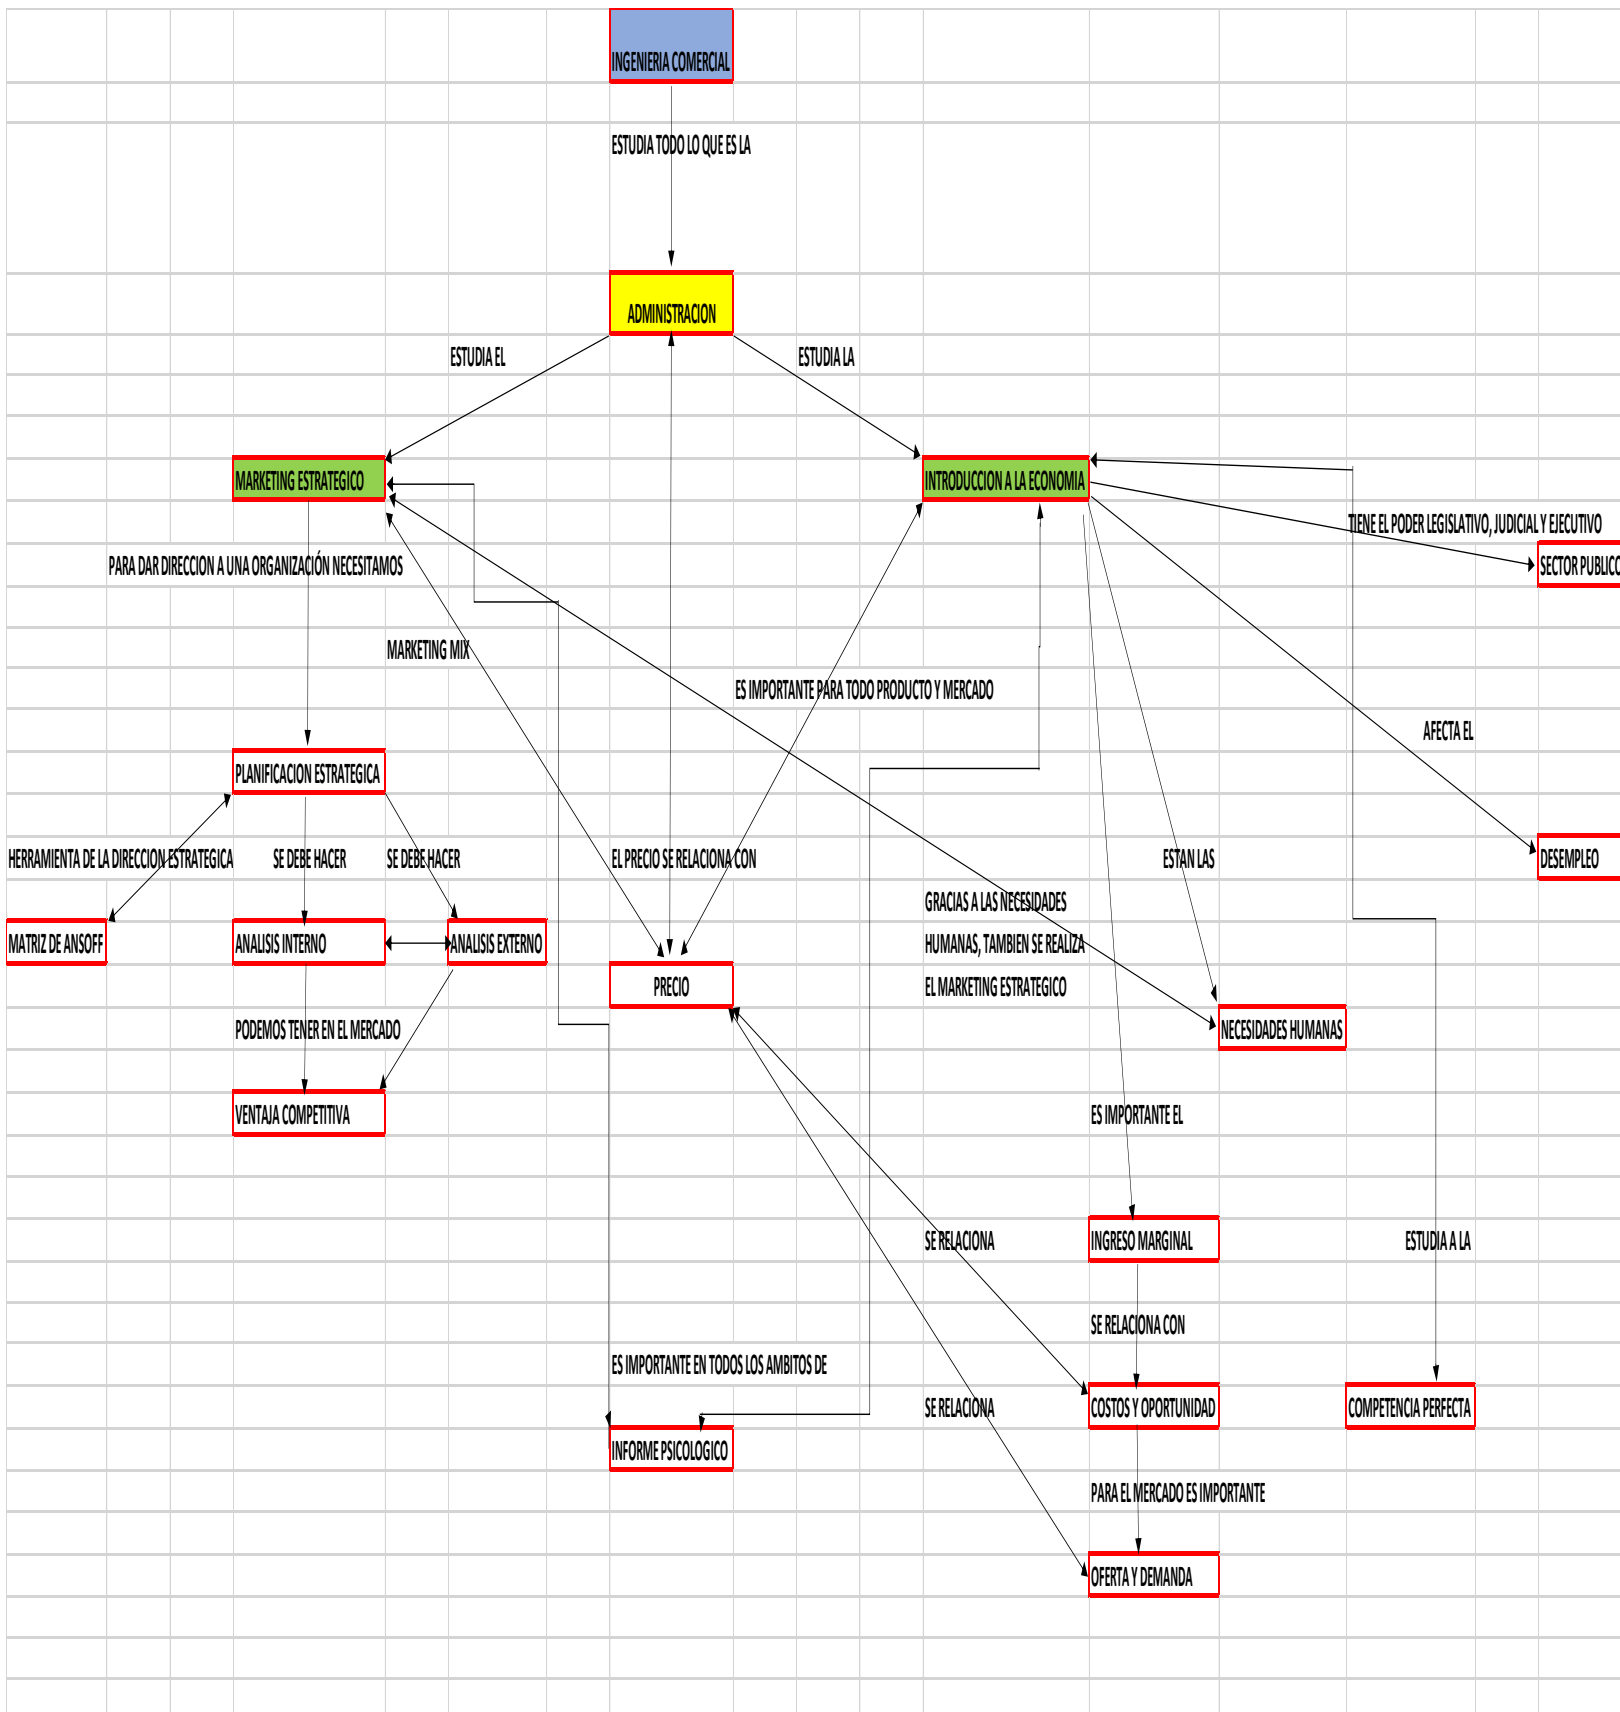 INGENIERIA COMERCIAL
ESTUDIA TODO LO QUE ES LA
ADMINISTRACION
ESTUDIA EL
ESTUDIA LA
MARKETING ESTRATEGICO
INTRODUCCION A LA ECONOMIA
TIENE EL PODER LEGISLATIVO, JUDICIAL Y EJECUTIVO
PARA DAR DIRECCION A UNA ORGANIZACIÓN NECESITAMOS
SECTOR PUBLICO
MARKETING MIX
ES IMPORTANTE PARA TODO PRODUCTO Y MERCADO
AFECTA EL
PLANIFICACION ESTRATEGICA
HERRAMIENTA DE LA DIRECCION ESTRATEGICA
SE DEBE HACER
SE DEBE HACER
EL PRECIO SE RELACIONA CON
ESTAN LAS
DESEMPLEO
GRACIAS A LAS NECESIDADES
HUMANAS, TAMBIEN SE REALIZA
EL MARKETING ESTRATEGICO
MATRIZ DE ANSOFF
ANALISIS INTERNO
ANALISIS EXTERNO
PRECIO
PODEMOS TENER EN EL MERCADO
NECESIDADES HUMANAS
VENTAJA COMPETITIVA
ES IMPORTANTE EL
SE RELACIONA
INGRESO MARGINAL
ESTUDIA A LA
SE RELACIONA CON
ES IMPORTANTE EN TODOS LOS AMBITOS DE
SE RELACIONA
COSTOS Y OPORTUNIDAD
COMPETENCIA PERFECTA
INFORME PSICOLOGICO
PARA EL MERCADO ES IMPORTANTE
OFERTA Y DEMANDA